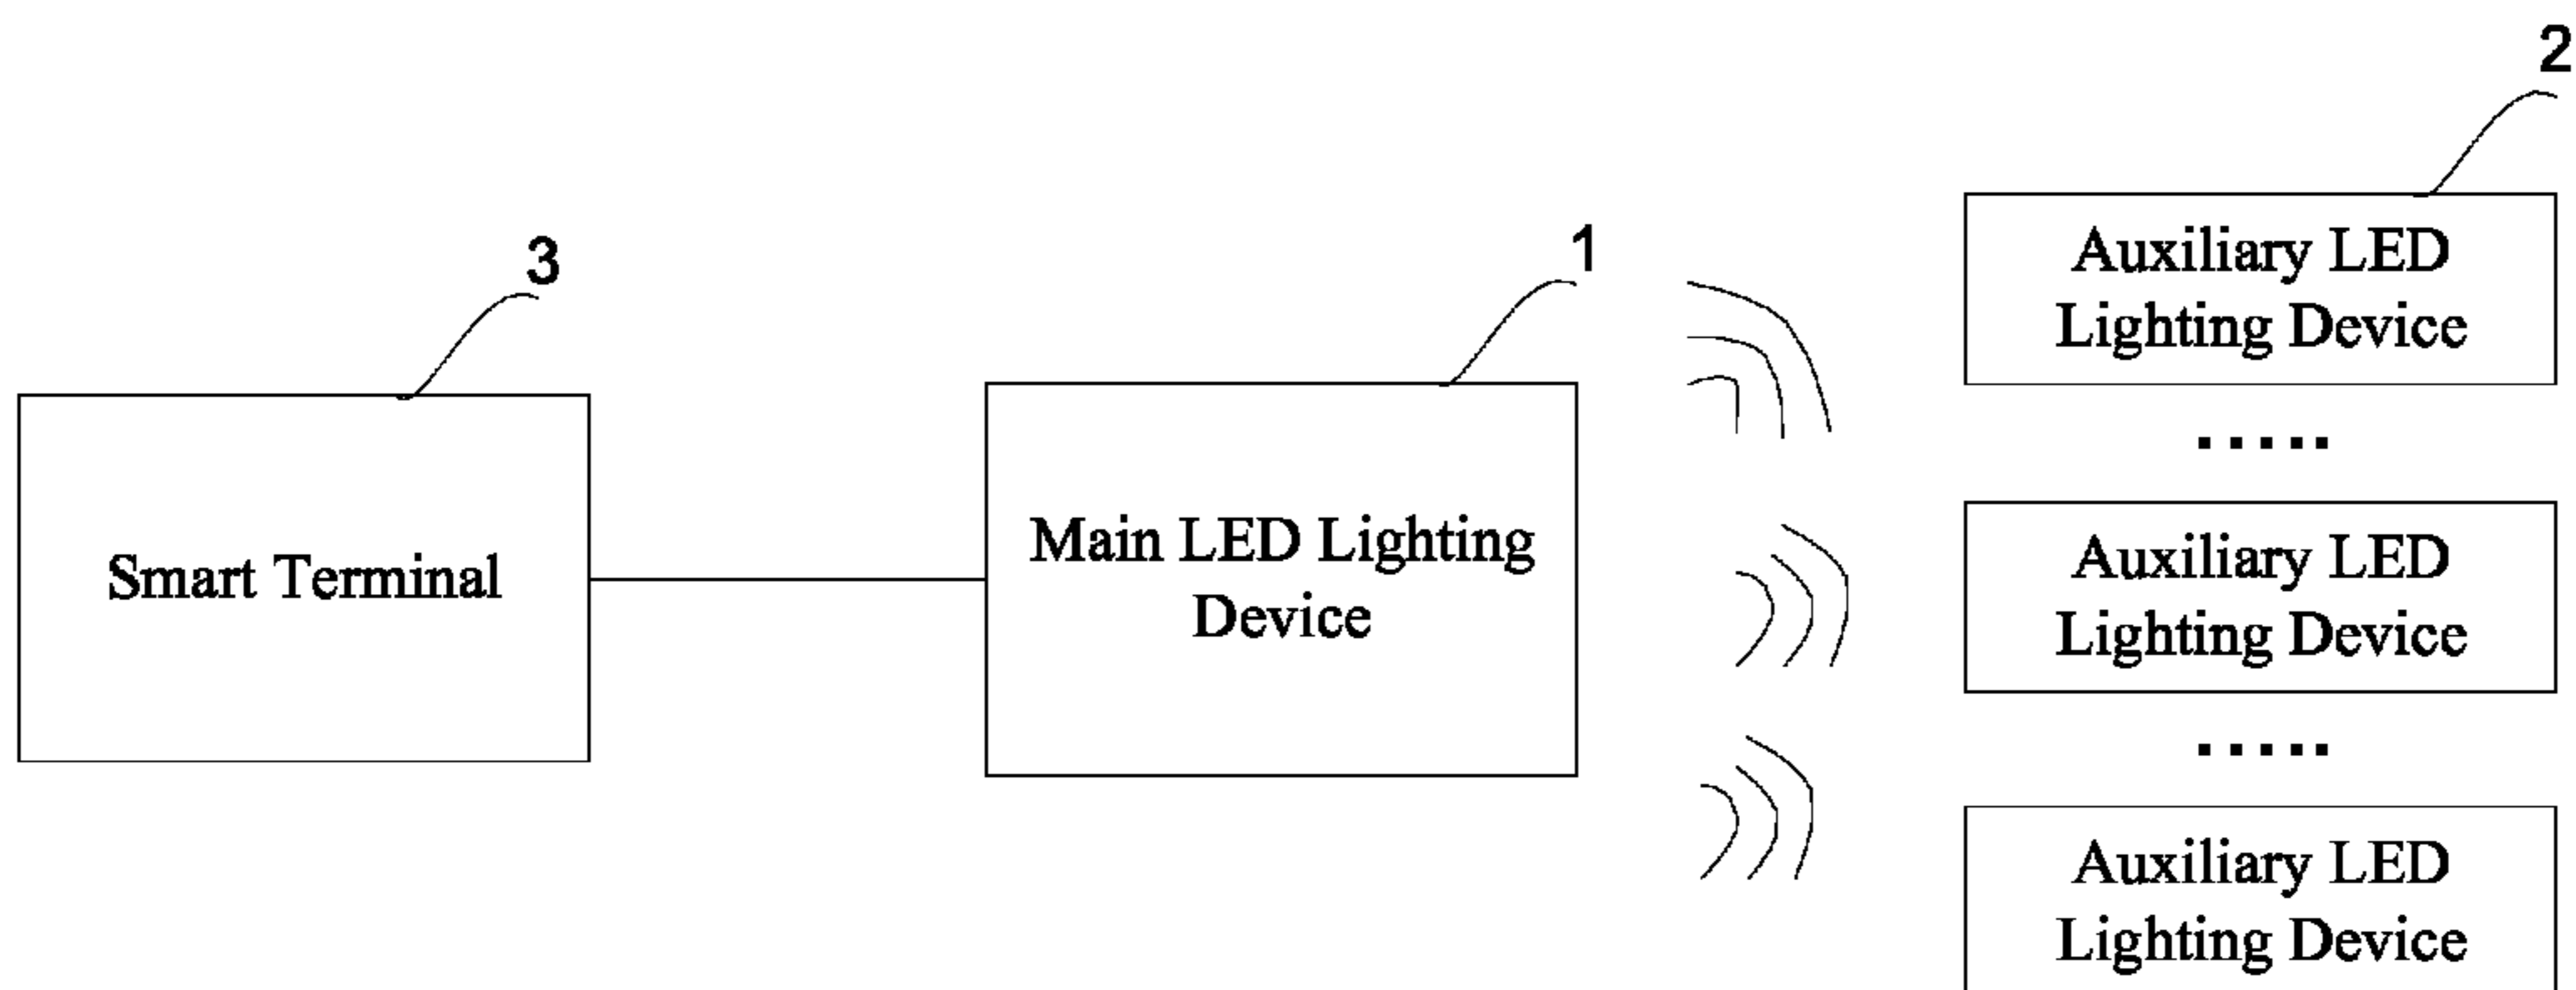 2
3
1
Auxiliary LED
Lighting Device
.....
Smart Terminal
Main LED Lighting
Device
Auxiliary LED
Lighting Device
.....
Auxiliary LED
Lighting Device